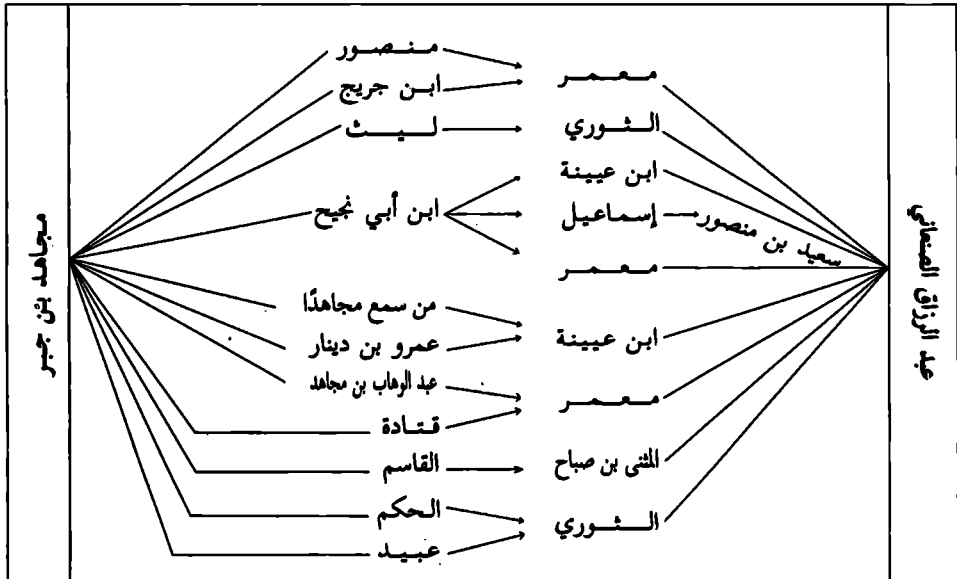 عبد الرزاق الصنعاني
معمر
الثوري
ابن عيينة
إسماعيل
سعيد بن منصور
معمر
ابن عيينة
معمر
المثنى بن صباح
الثوري
منصور
ابن جريج
ليث
ابن أبي نجيح
من سمع مجاهدًا
عمرو بن دينار
عبد الوهاب بن مجاهد
قتادة
القاسم
الحكم
عبيد
مجاهد بن جبر